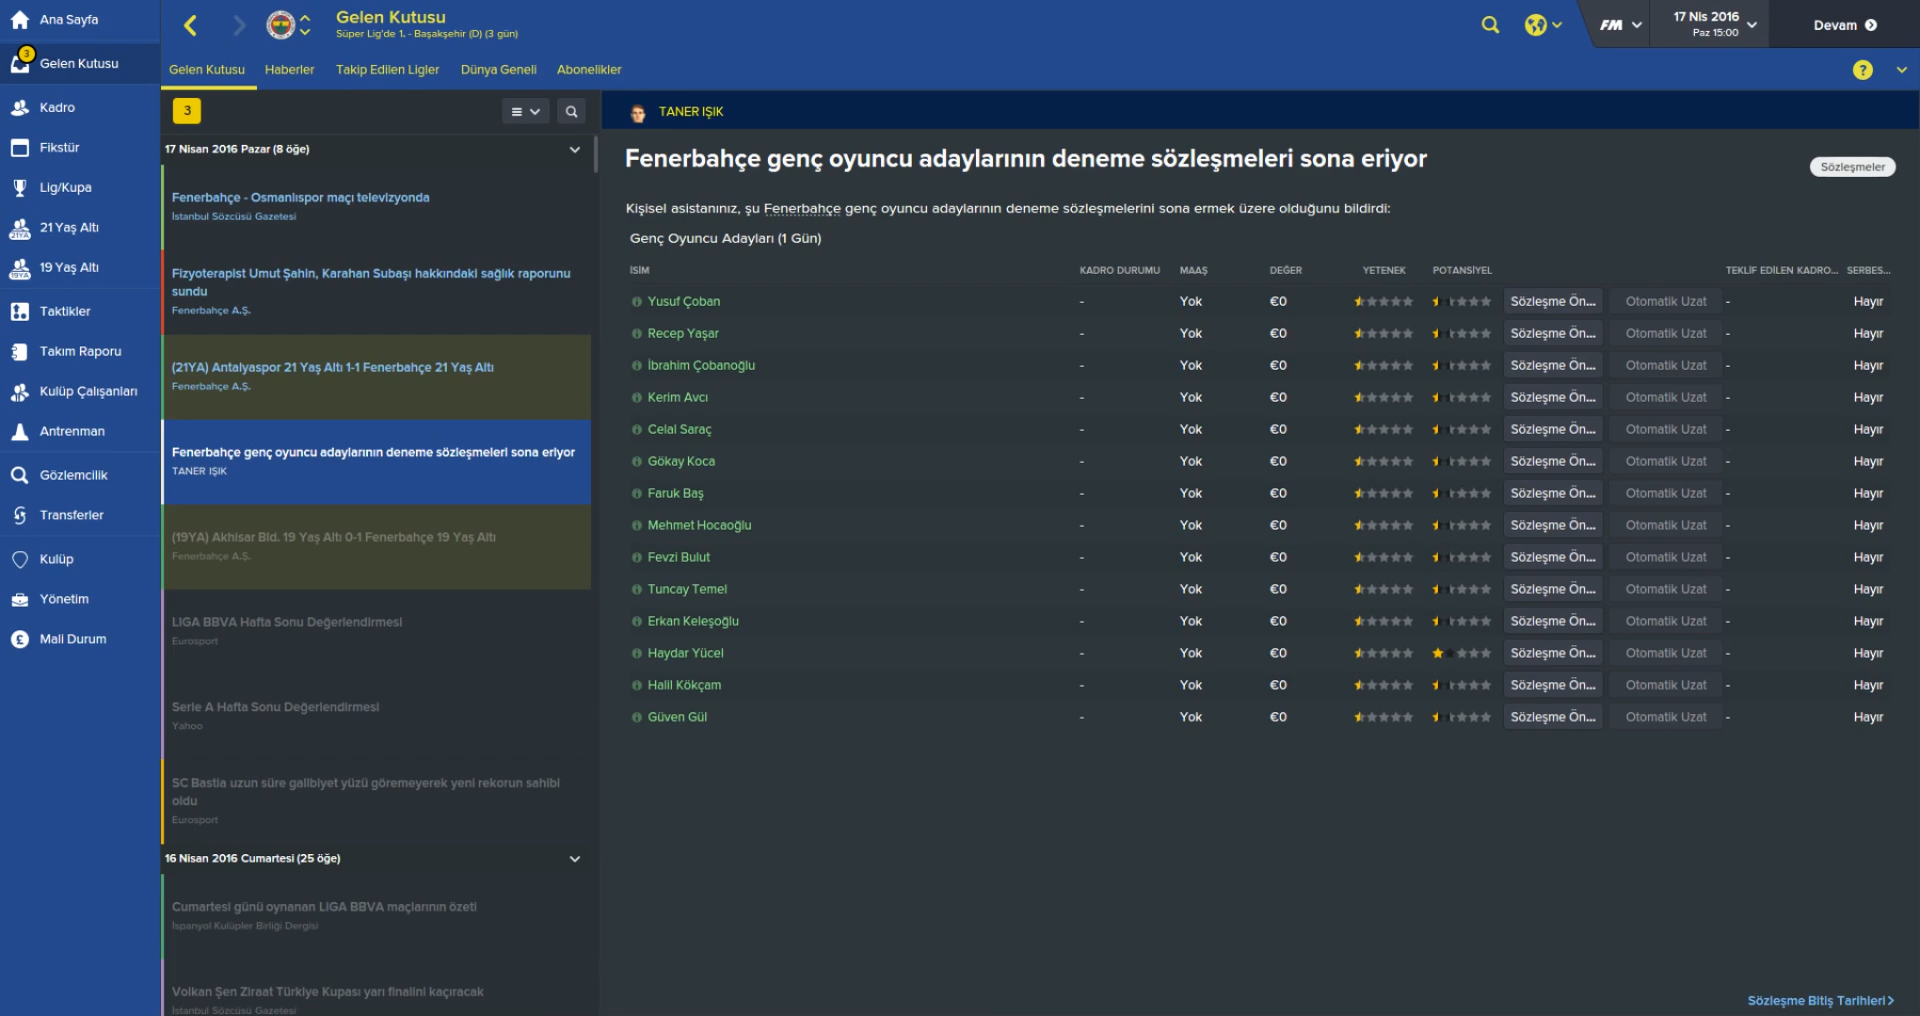 Ana Sayfa
3
Gelen Kutusu
Kadro
Fikstür
Lig/Kupa
21YA
21 Yaş Altı
19YA
19 Yaş Altı
Taktikler
Takım Raporu
Kulüp Çalışanları
Antrenman
Gözlemcilik
Transferler
Kulüp
Yönetim
Mali Durum
Gelen Kutusu
Süper Lig'de 1. - Başakşehir (D) (3 gün)
FM
17 Nis 2016
Paz 15:00
Devam
Gelen Kutusu Haberler Takip Edilen Ligler Dünya Geneli Abonelikler
?
3
17 Nisan 2016 Pazar (8 öğe)
Fenerbahçe - Osmanlıspor maçı televizyonda
İstanbul Sözcüsü Gazetesi
Fizyoterapist Umut Şahin, Karahan Subaşı hakkındaki sağlık raporunu
sundu
Fenerbahçe A.Ş.
(21YA) Antalyaspor 21 Yaş Altı 1-1 Fenerbahçe 21 Yaş Altı
Fenerbahçe A.Ş.
Fenerbahçe genç oyuncu adaylarının deneme sözleşmeleri sona eriyor
TANER IŞIK
(19YA) Akhisar Bld. 19 Yaş Altı 0-1 Fenerbahçe 19 Yaş Altı
Fenerbahçe A.Ş.
LIGA BBVA Hafta Sonu Değerlendirmesi
Eurosport
Serie A Hafta Sonu Değerlendirmesi
Yahoo
SC Bastia uzun süre galibiyet yüzü göremeyerek yeni rekorun sahibi
oldu
Eurosport
16 Nisan 2016 Cumartesi (25 öğe)
Cumartesi günü oynanan LIGA BBVA maçlarının özeti
İspanyol Kulüpler Birliği Dergisi
Volkan Şen Ziraat Türkiye Kupası yarı finalini kaçıracak
İstanbul Sözcüsü Gazetesi
TANER IŞIK
Fenerbahçe genç oyuncu adaylarının deneme sözleşmeleri sona eriyor
Sözleşmeler
Kişisel asistanınız, şu Fenerbahçe genç oyuncu adaylarının deneme sözleşmelerini sona ermek üzere olduğunu bildirdi:
Genç Oyuncu Adayları (1 Gün)
İSİM KADRO DURUMU MAAŞ DEĞER YETENEK POTANSİYEL TEKLİF EDİLEN KADRO... SERBES...
Yusuf Çoban - Yok €0 Sözleşme Ön... Otomatik Uzat - Hayır
Recep Yaşar - Yok €0 Sözleşme Ön... Otomatik Uzat - Hayır
İbrahim Çobanoğlu - Yok €0 Sözleşme Ön... Otomatik Uzat - Hayır
Kerim Avcı - Yok €0 Sözleşme Ön... Otomatik Uzat - Hayır
Celal Saraç - Yok €0 Sözleşme Ön... Otomatik Uzat - Hayır
Gökay Koca - Yok €0 Sözleşme Ön... Otomatik Uzat - Hayır
Faruk Baş - Yok €0 Sözleşme Ön... Otomatik Uzat - Hayır
Mehmet Hocaoğlu - Yok €0 Sözleşme Ön... Otomatik Uzat - Hayır
Fevzi Bulut - Yok €0 Sözleşme Ön... Otomatik Uzat - Hayır
Tuncay Temel - Yok €0 Sözleşme Ön... Otomatik Uzat - Hayır
Erkan Keleşoğlu - Yok €0 Sözleşme Ön... Otomatik Uzat - Hayır
Haydar Yücel - Yok €0 Sözleşme Ön... Otomatik Uzat - Hayır
Halil Kökçam - Yok €0 Sözleşme Ön... Otomatik Uzat - Hayır
Güven Gül - Yok €0 Sözleşme Ön... Otomatik Uzat - Hayır
Sözleşme Bitiş Tarihleri